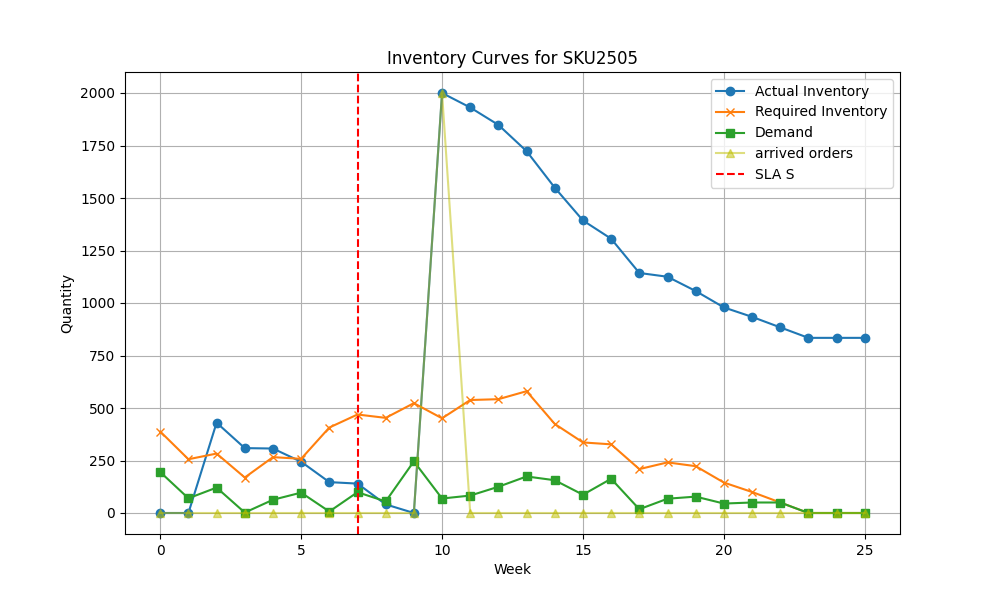 Inventory Curves for SKU2505
Actual Inventory
Required Inventory
Demand
arrived orders
SLA S
Quantity
2000
1750
1500
1250
1000
750
500
250
0
0 5 10 15 20 25
Week